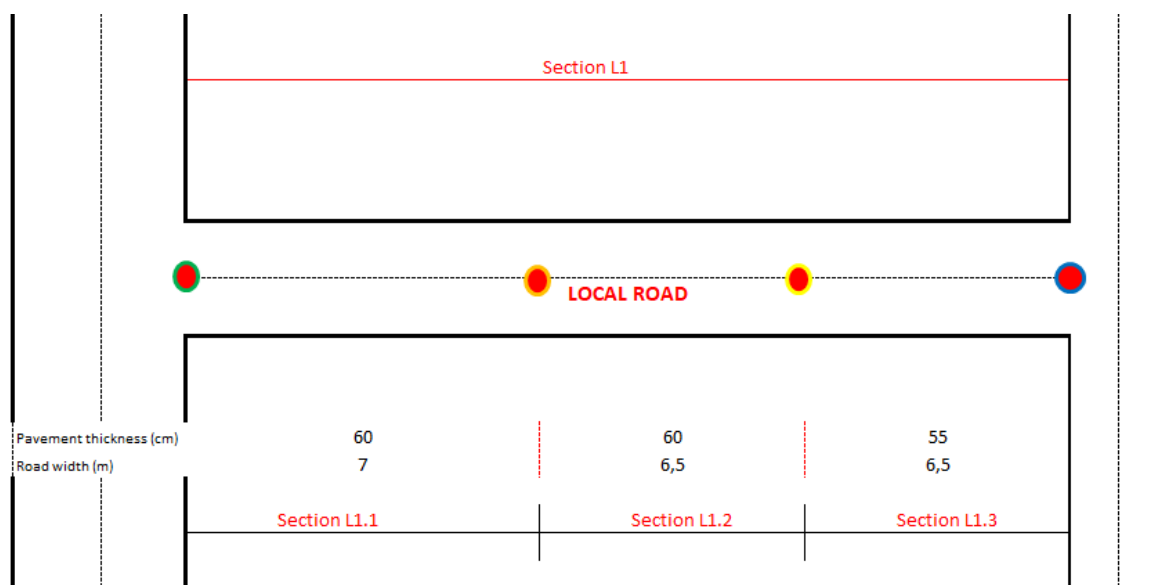 Section L1
LOCAL ROAD
Pavement thickness (cm) 60 60 55
Road width (m) 7 6,5 6,5
Section L1.1 Section L1.2 Section L1.3